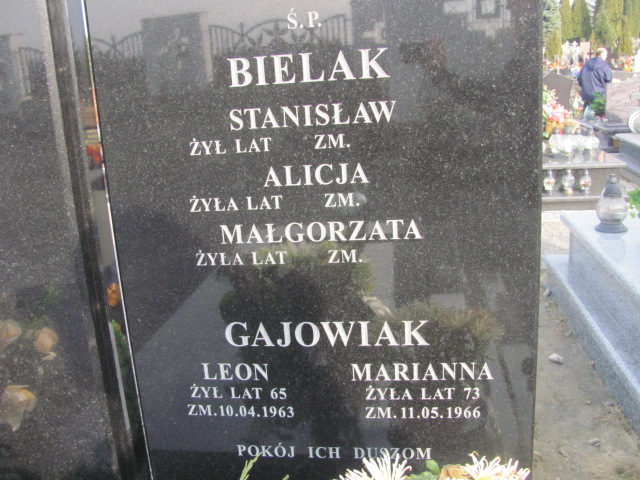 Ś.P.
BIELAK
STANISŁAW
ŻYŁ LAT ZM.
ALICJA
ŻYŁA LAT ZM.
MAŁGORZATA
ŻYŁA LAT ZM.
GAJOWIAK
LEON MARIANNA
ŻYŁ LAT 65 ŻYŁA LAT 73
ZM. 10.04.1963 ZM. 11.05.1966
POKÓJ ICH DUSZOM